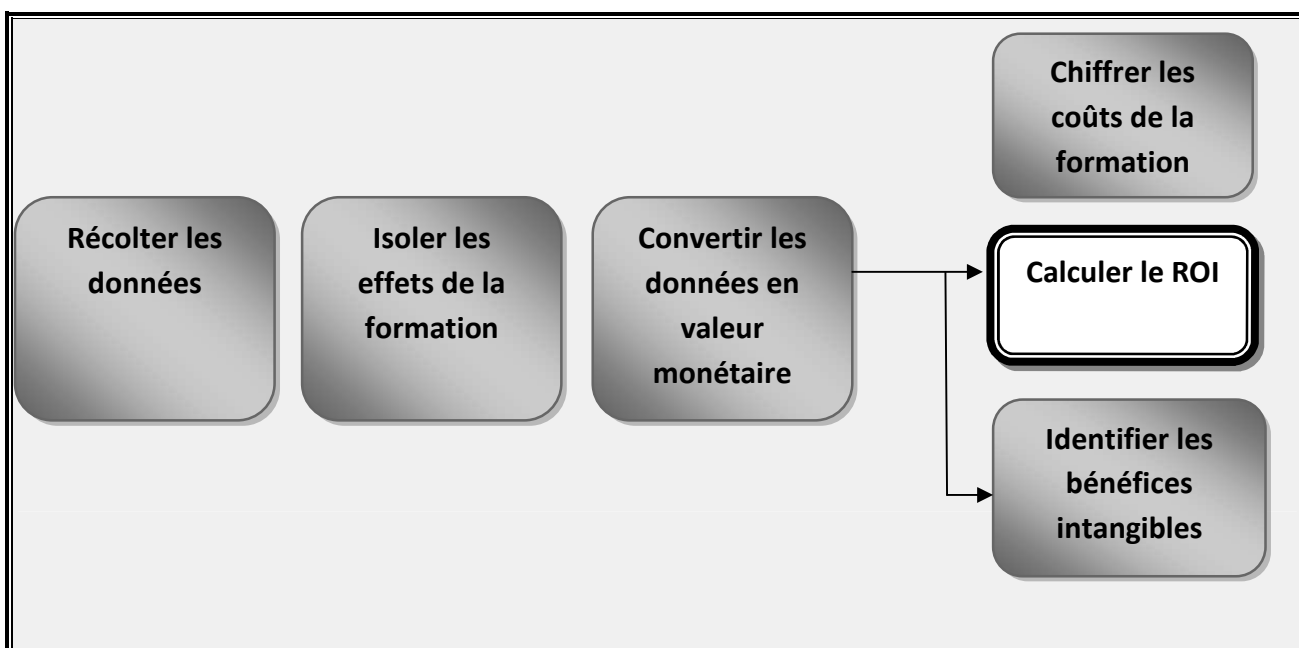 Chiffrer les
coûts de la
formation
Récolter les
données
Isoler les
effets de la
formation
Convertir les
données en
valeur
monétaire
Calculer le ROI
Identifier les
bénéfices
intangibles